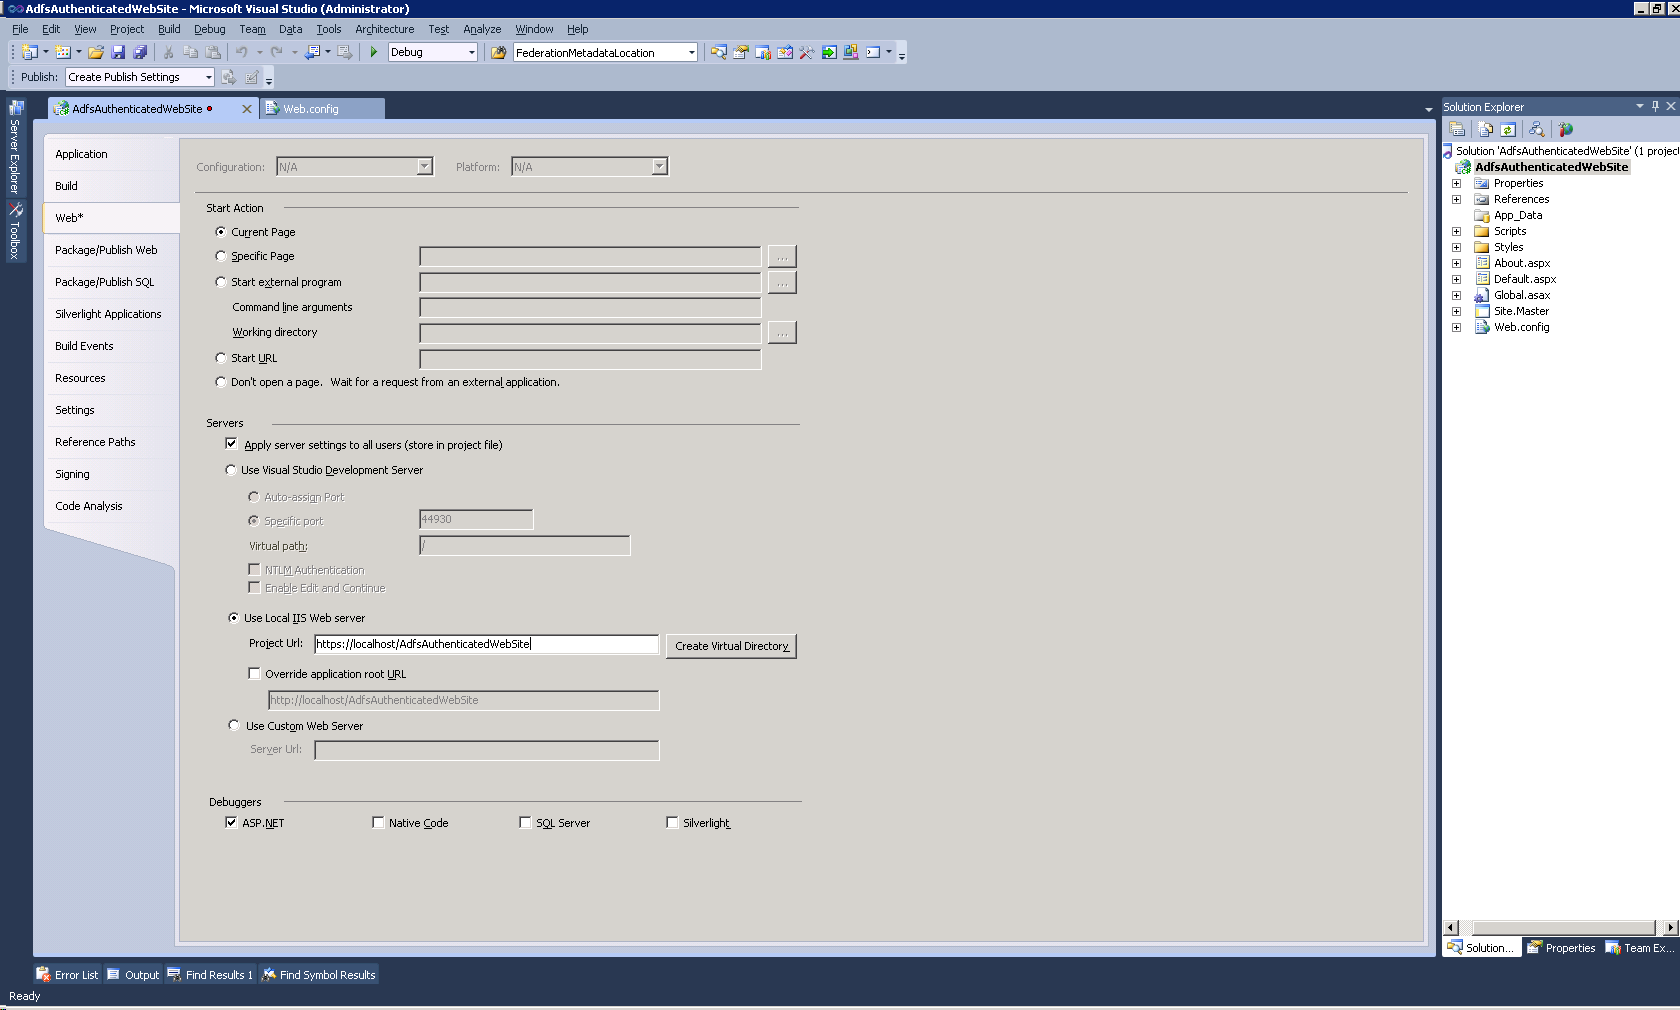 AdfsAuthenticatedWebSite - Microsoft Visual Studio (Administrator)
File Edit View Project Build Debug Team Data Tools Architecture Test Analyze Window Help
Debug FederationMetadataLocation
Publish: Create Publish Settings
Server Explorer
Toolbox
AdfsAuthenticatedWebSite Web.config
Application
Build
Web*
Package/Publish Web
Package/Publish SQL
Silverlight Applications
Build Events
Resources
Settings
Reference Paths
Signing
Code Analysis
Configuration: N/A Platform: N/A
Start Action
Current Page
Specific Page ...
Start external program ...
Command line arguments
Working directory ...
Start URL
Don't open a page. Wait for a request from an external application.
Servers
Apply server settings to all users (store in project file)
Use Visual Studio Development Server
Auto-assign Port
Specific port 44930
Virtual path: /
NTLM Authentication
Enable Edit and Continue
Use Local IIS Web server
Project Url: https://localhost/AdfsAuthenticatedWebSite Create Virtual Directory
Override application root URL
http://localhost/AdfsAuthenticatedWebSite
Use Custom Web Server
Server Url:
Debuggers
ASP.NET Native Code SQL Server Silverlight
Solution Explorer
Solution 'AdfsAuthenticatedWebSite' (1 project
AdfsAuthenticatedWebSite
Properties
References
App_Data
Scripts
Styles
About.aspx
Default.aspx
Global.asax
Site.Master
Web.config
Solution... Properties Team Ex...
Error List Output Find Results 1 Find Symbol Results
Ready